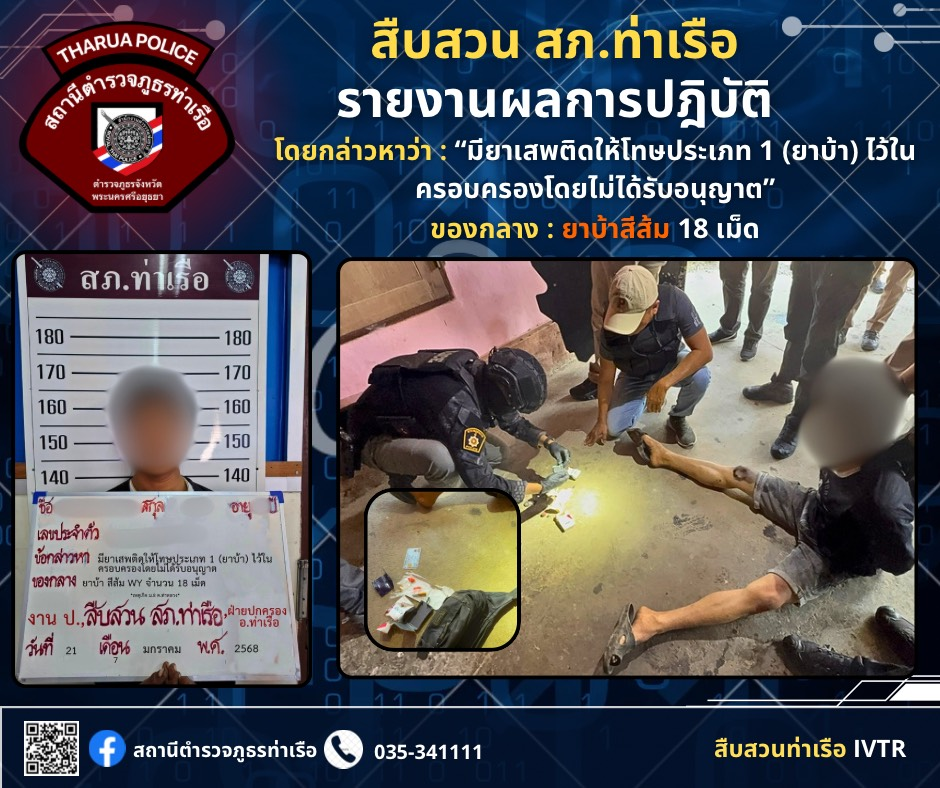 THARUA POLICE
สถานีตำรวจภูธรท่าเรือ
ตำรวจภูธรจังหวัด
พระนครศรีอยุธยา
สืบสวน สภ.ท่าเรือ
รายงานผลการปฏิบัติ
โดยกล่าวหาว่า : “มียาเสพติดให้โทษประเภท 1 (ยาบ้า) ไว้ใน
ครอบครองโดยไม่ได้รับอนุญาต”
ของกลาง : ยาบ้าสีส้ม 18 เม็ด
สภ.ท่าเรือ
180 180
170 170
160 160
150 150
140 140
ชื่อ สกุล อายุ ปี
เลขประจำตัว
ข้อกล่าวหา มียาเสพติดให้โทษประเภท 1 (ยาบ้า) ไว้ใน
ครอบครองโดยไม่ได้รับอนุญาต
ของกลาง ยาบ้า สีส้ม WY จำนวน 18 เม็ด
งาน ป.,สืบสวน สภ.ท่าเรือ,ฝ่ายปกครอง
อ.ท่าเรือ
วันที่ 21 เดือน มกราคม พ.ศ. 2568
7
สถานีตำรวจภูธรท่าเรือ
035-341111
สืบสวนท่าเรือ IVTR